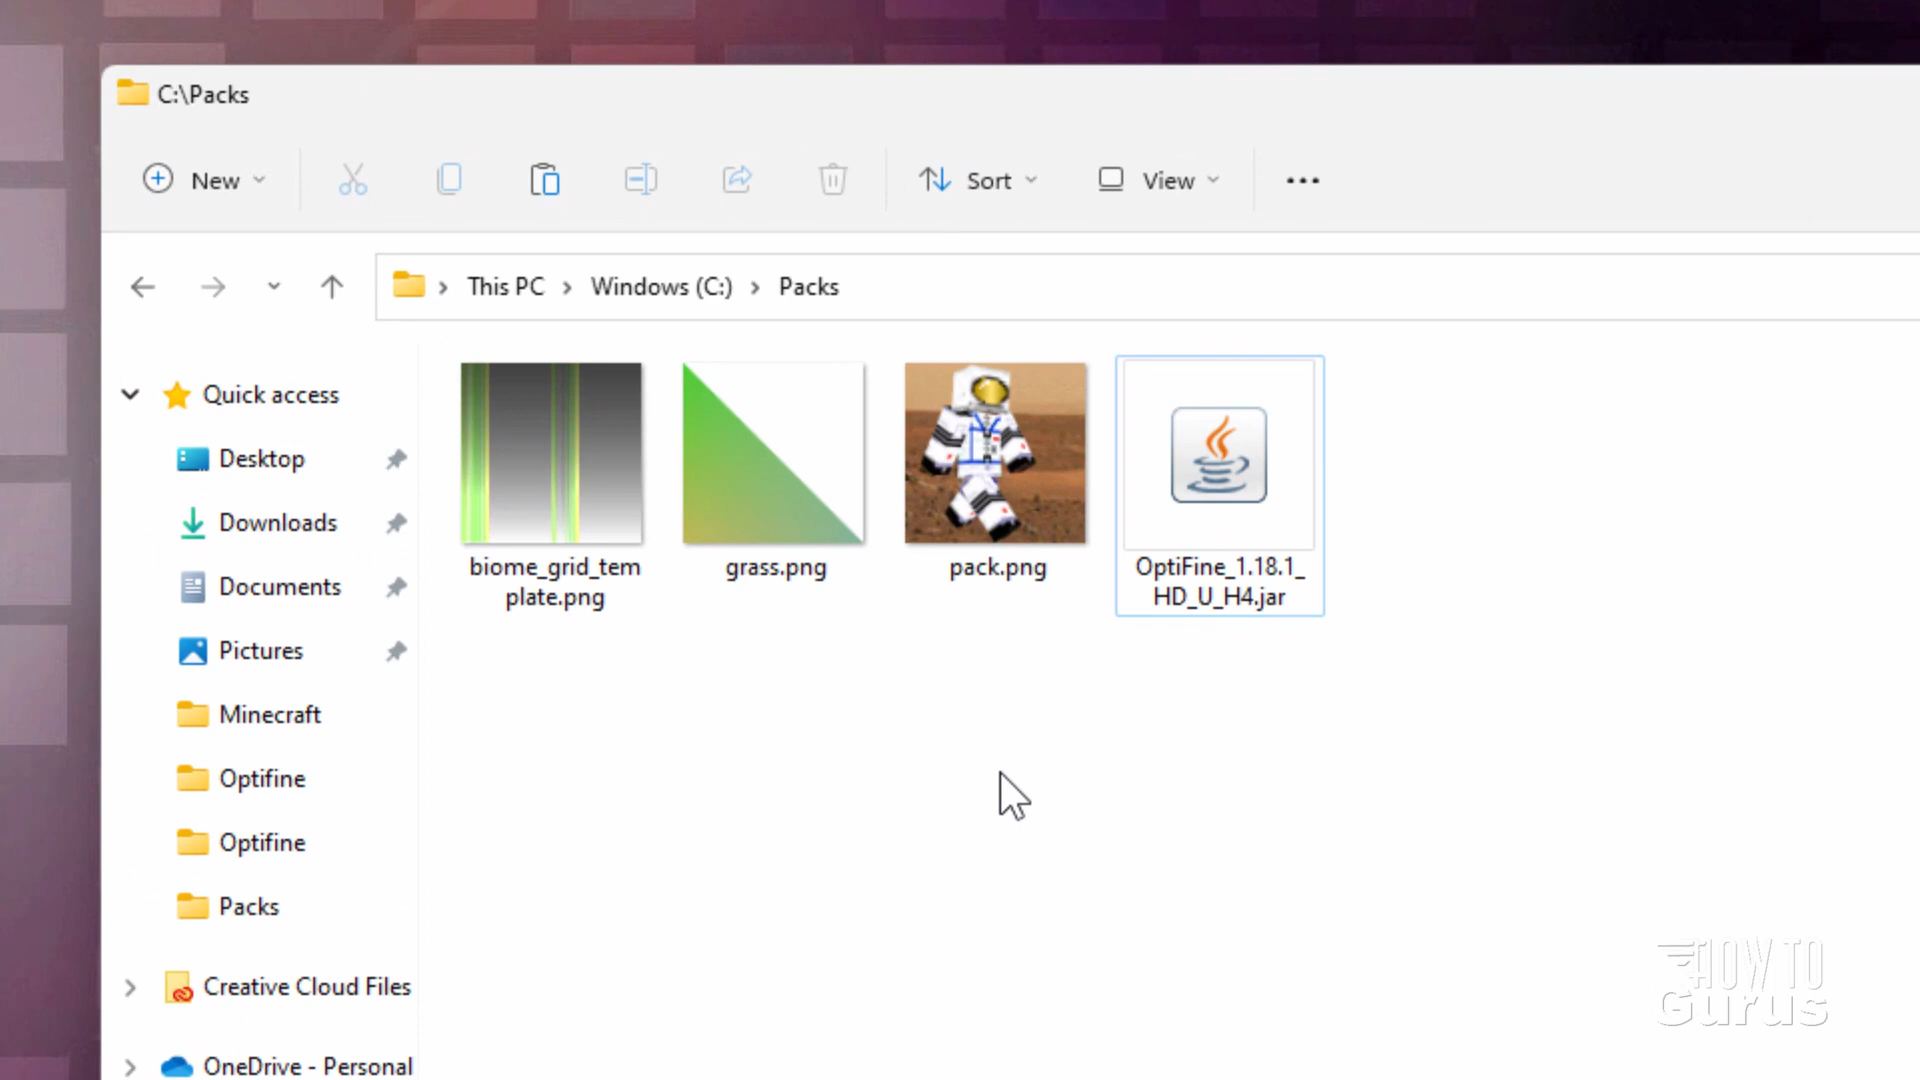 C:\Packs
New
Sort
View
This PC
Windows (C:)
Packs
Quick access
Desktop
Downloads
Documents
Pictures
Minecraft
Optifine
Optifine
Packs
Creative Cloud Files
OneDrive - Personal
biome_grid_tem
plate.png
grass.png
pack.png
OptiFine_1.18.1_
HD_U_H4.jar
HOW TO
Gurus